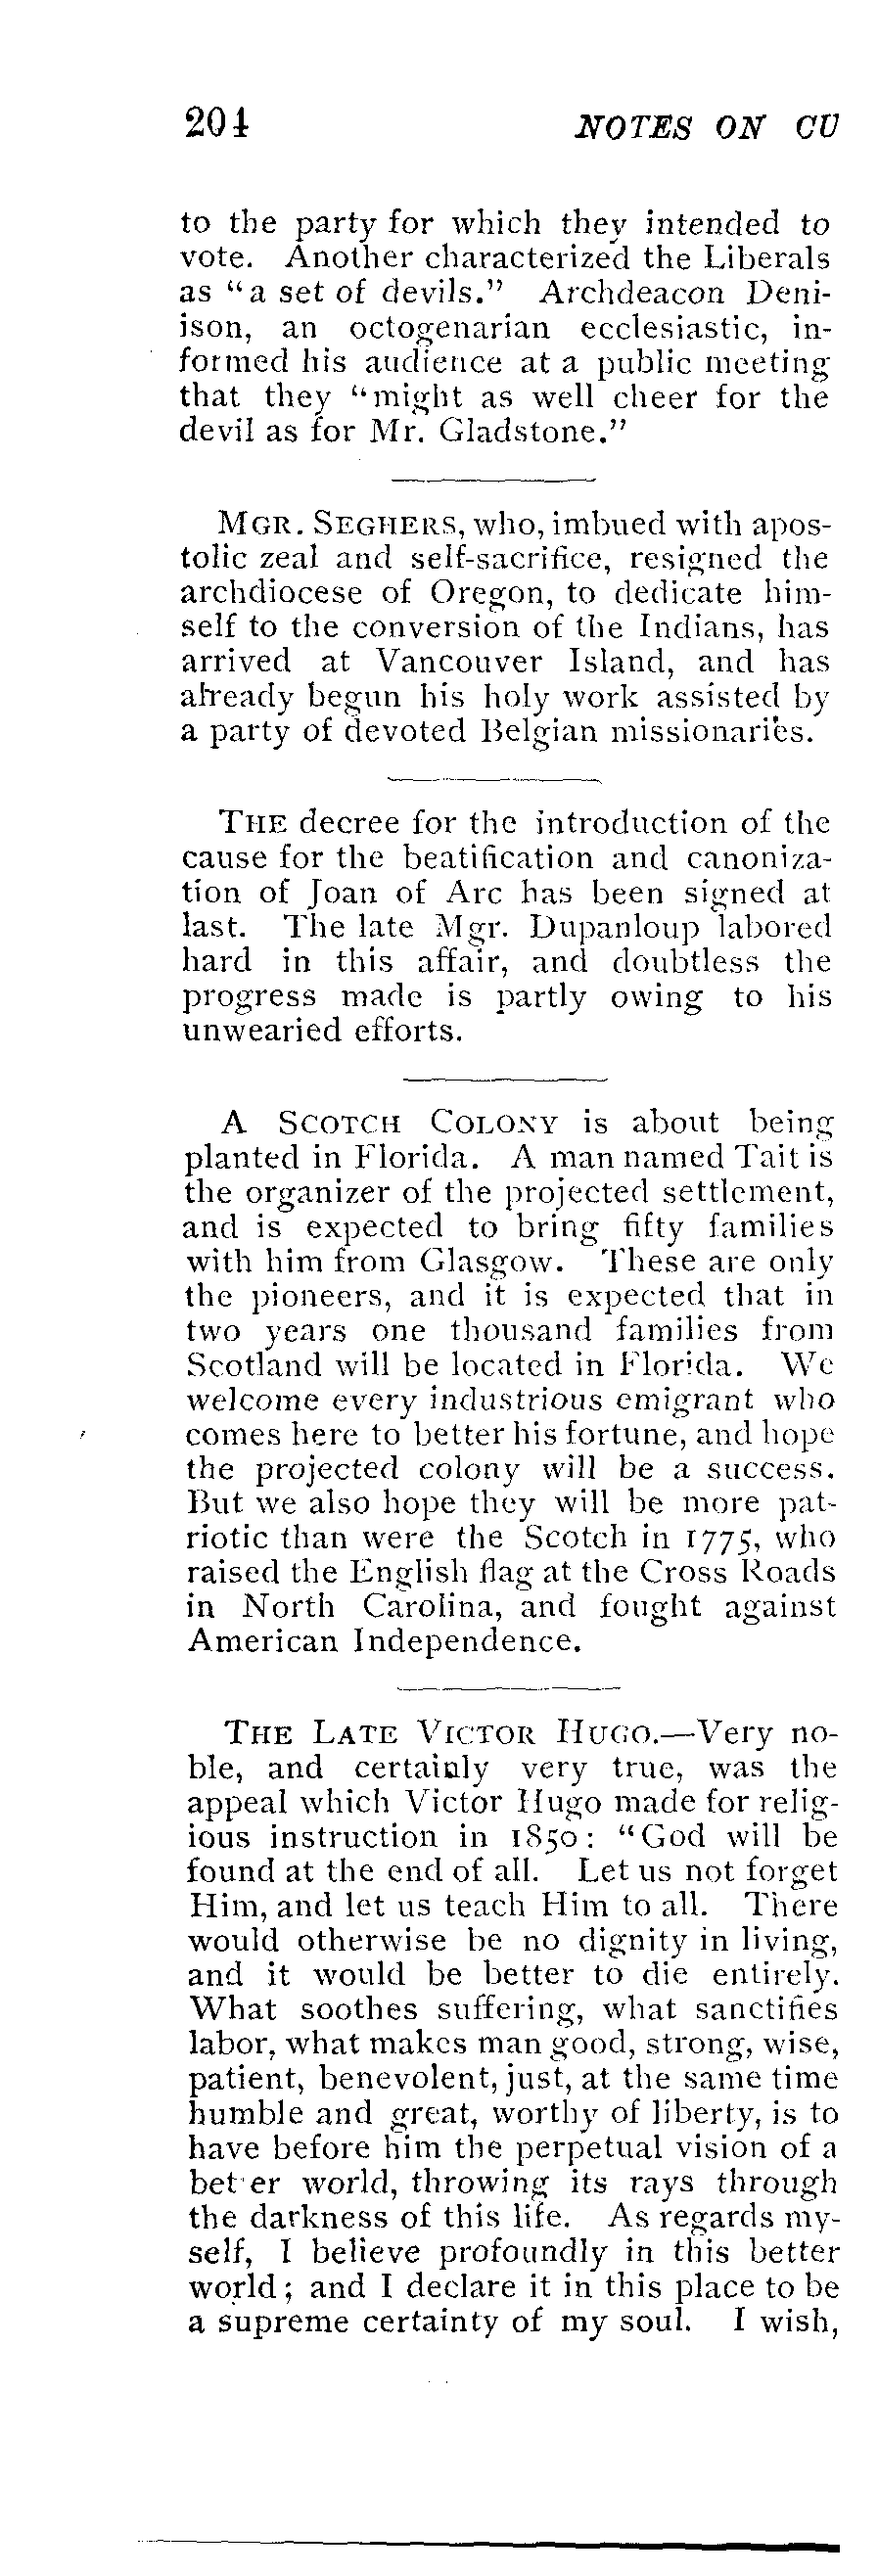 204 NOTES ON CU
to the party for which they intended to
vote. Another characterized the Liberals
as "a set of devils." Archdeacon Deni-
ison, an octogenarian ecclesiastic, in-
formed his audience at a public meeting
that they "might as well cheer for the
devil as for Mr. Gladstone."
MGR. SEGHERS, who, imbued with apos-
tolic zeal and self-sacrifice, resigned the
archdiocese of Oregon, to dedicate him-
self to the conversion of the Indians, has
arrived at Vancouver Island, and has
already begun his holy work assisted by
a party of devoted Belgian missionaries.
THE decree for the introduction of the
cause for the beatification and canoniza-
tion of Joan of Arc has been signed at
last. The late Mgr. Dupanloup labored
hard in this affair, and doubtless the
progress made is partly owing to his
unwearied efforts.
A SCOTCH COLONY is about being
planted in Florida. A man named Tait is
the organizer of the projected settlement,
and is expected to bring fifty families
with him from Glasgow. These are only
the pioneers, and it is expected that in
two years one thousand families from
Scotland will be located in Florida. We
welcome every industrious emigrant who
comes here to better his fortune, and hope
the projected colony will be a success.
But we also hope they will be more pat-
riotic than were the Scotch in 1775, who
raised the English flag at the Cross Roads
in North Carolina, and fought against
American Independence.
THE LATE VICTOR HUGO.—Very no-
ble, and certainly very true, was the
appeal which Victor Hugo made for relig-
ious instruction in 1850: "God will be
found at the end of all. Let us not forget
Him, and let us teach Him to all. There
would otherwise be no dignity in living,
and it would be better to die entirely.
What soothes suffering, what sanctifies
labor, what makes man good, strong, wise,
patient, benevolent, just, at the same time
humble and great, worthy of liberty, is to
have before him the perpetual vision of a
bet er world, throwing its rays through
the darkness of this life. As regards my-
self, I believe profoundly in this better
world; and I declare it in this place to be
a supreme certainty of my soul. I wish,